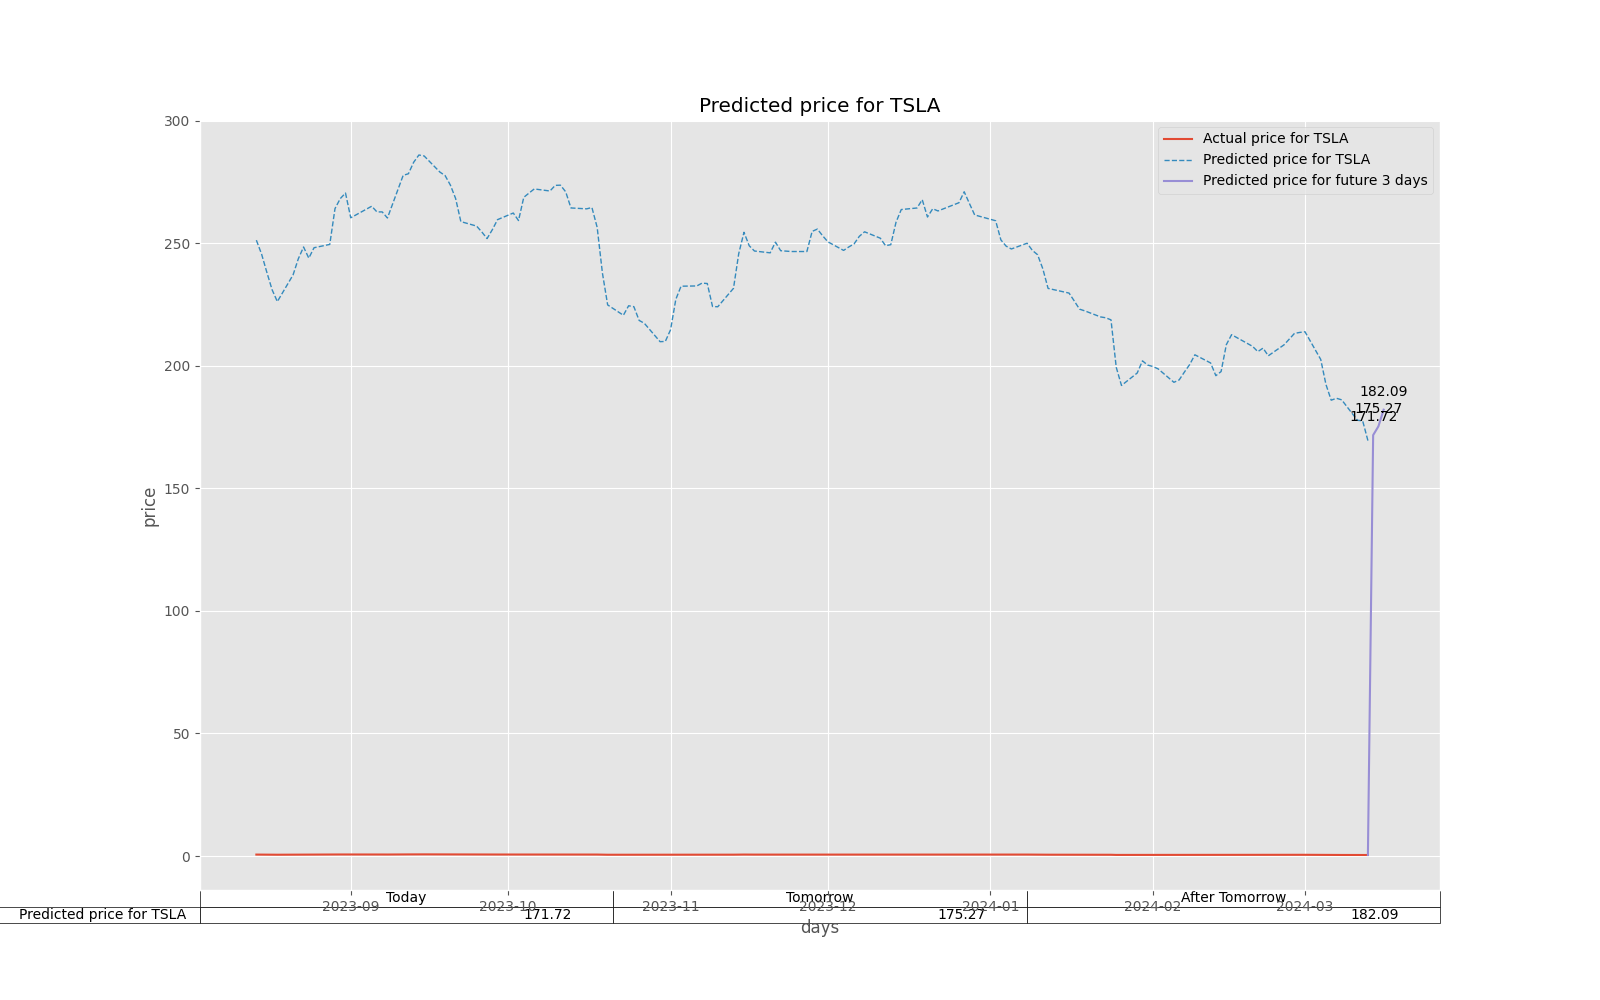 Predicted price for TSLA
300
250
200
150
100
50
0
price
Actual price for TSLA
Predicted price for TSLA
Predicted price for future 3 days
182.09
175.27
171.72
Today Tomorrow After Tomorrow
2023-09 2023-10 2023-11 2023-12 2024-01 2024-02 2024-03
Predicted price for TSLA 171.72 175.27 182.09
days